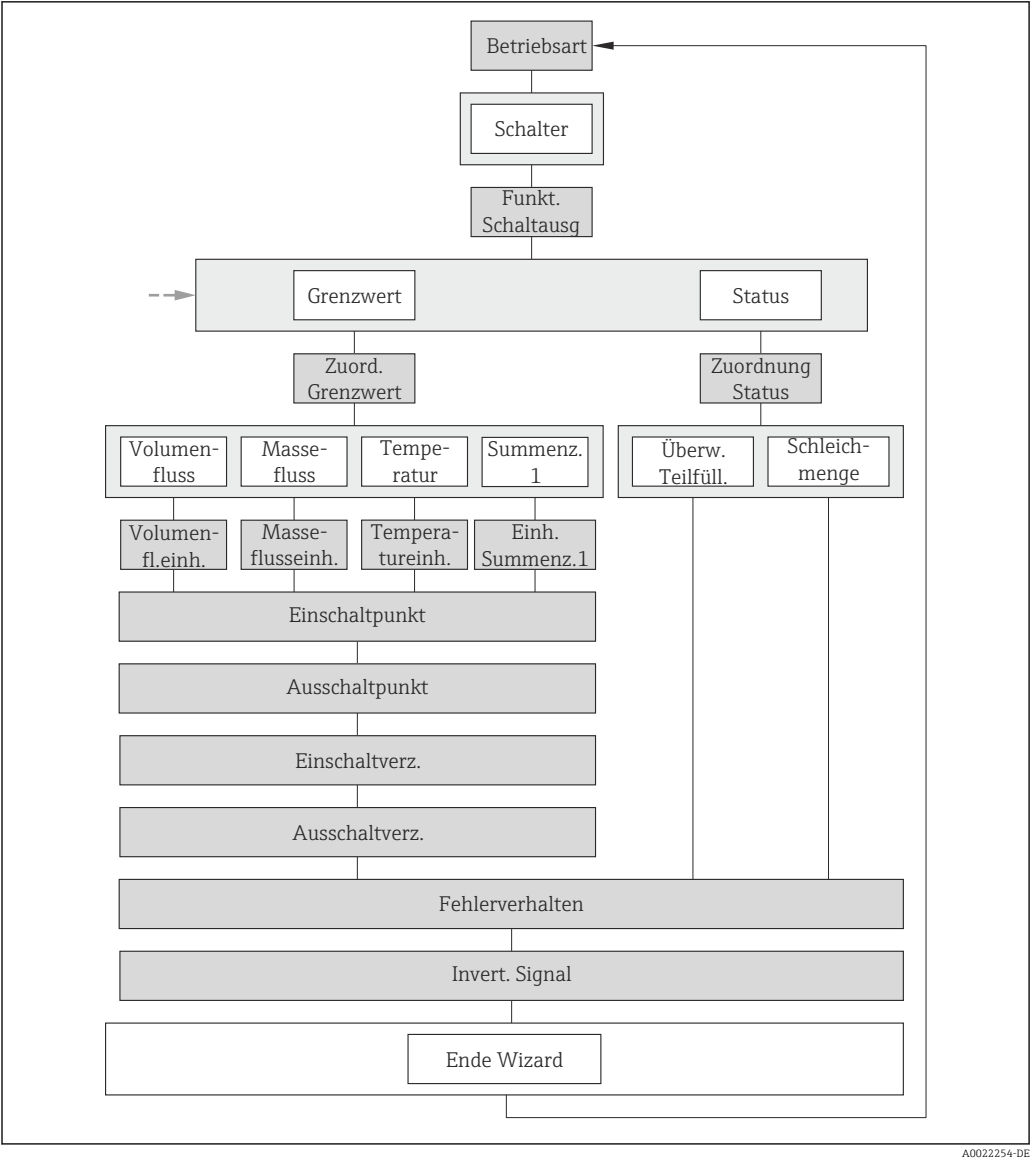 Betriebsart
Schalter
Funkt.
Schaltausg
Grenzwert
Status
Zuord.
Grenzwert
Zuordnung
Status
Volumen-
fluss
Masse-
fluss
Tempe-
ratur
Summenz.
1
Überw.
Teilfüll.
Schleich-
menge
Volumen-
fl.einh.
Masse-
flusseinh.
Tempera-
tureinh.
Einh.
Summenz.1
Einschaltpunkt
Ausschaltpunkt
Einschaltverz.
Ausschaltverz.
Fehlerverhalten
Invert. Signal
Ende Wizard
A0022254-DE